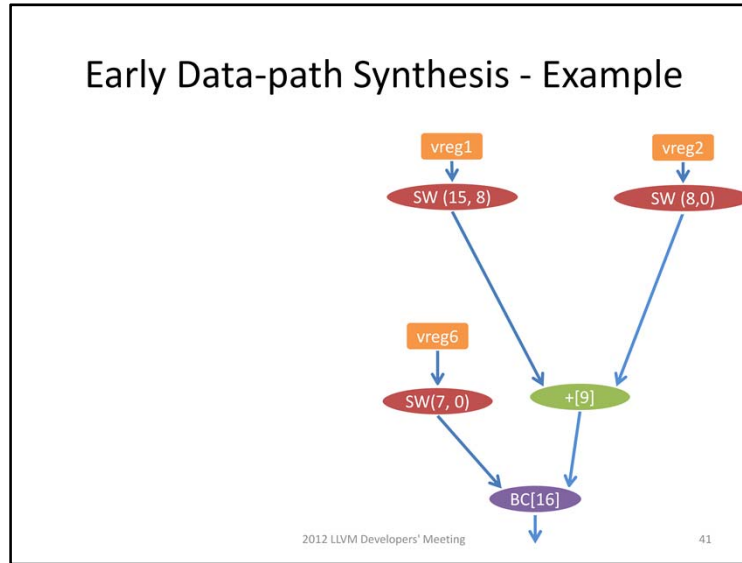 Early Data-path Synthesis - Example
vreg1
vreg2
SW (15, 8)
SW (8,0)
vreg6
SW(7, 0)
+[9]
BC[16]
2012 LLVM Developers' Meeting
41